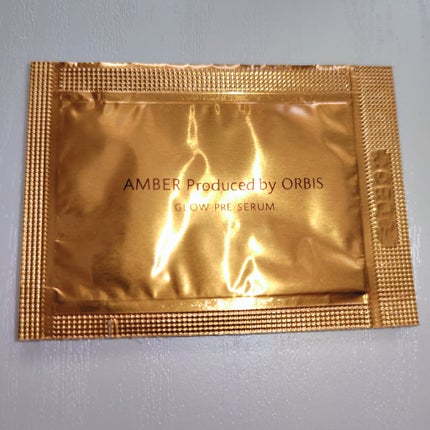 AMBER Produced by ORBIS
GLOW PRE SERUM